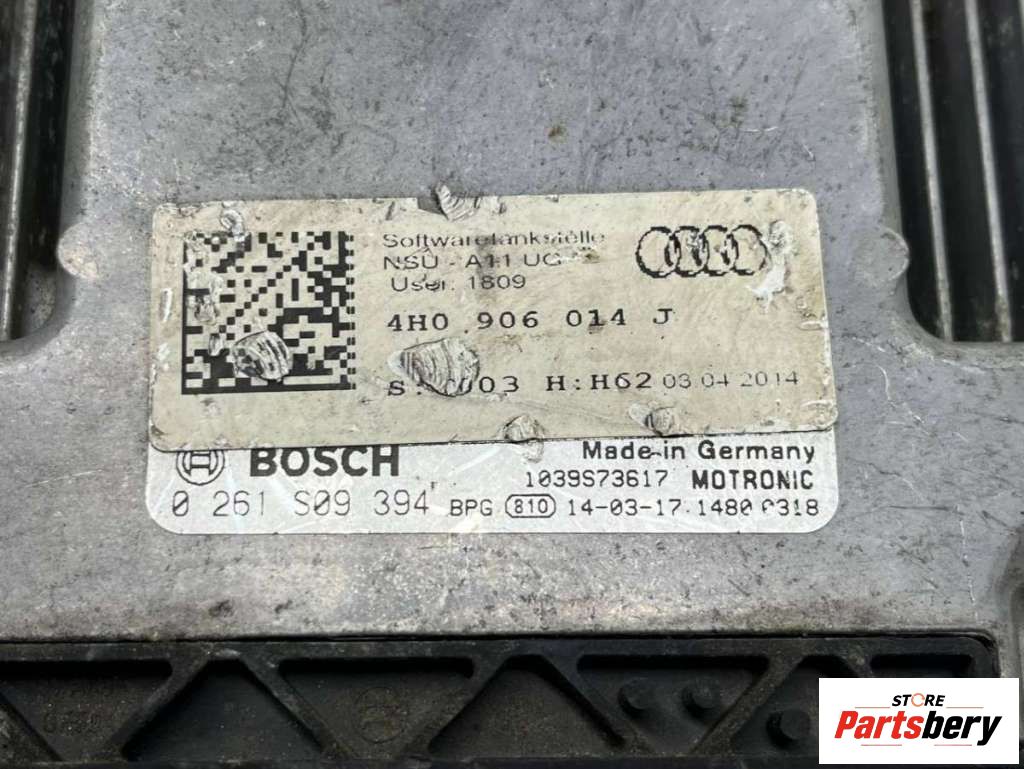 Softwaretankstelle
NSU - A11 UG
User: 1809
4H0 906 014 J
H:H62 03 04 2014
BOSCH
Made in Germany
1039S73617 MOTRONIC
0 261 S09 394 BPG 810 14-03-17.1480 0318
STORE
Partsbery